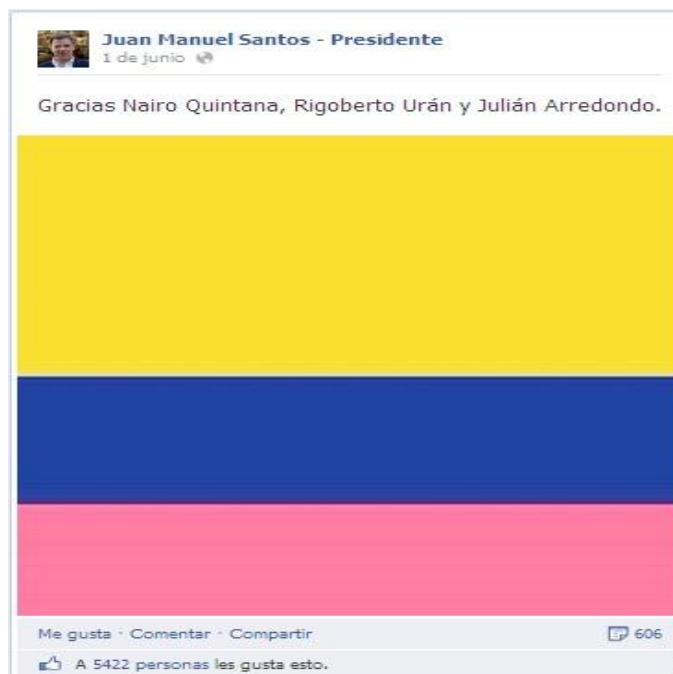 Juan Manuel Santos - Presidente
1 de junio
Gracias Nairo Quintana, Rigoberto Urán y Julián Arredondo.
Me gusta · Comentar · Compartir 606
A 5422 personas les gusta esto.